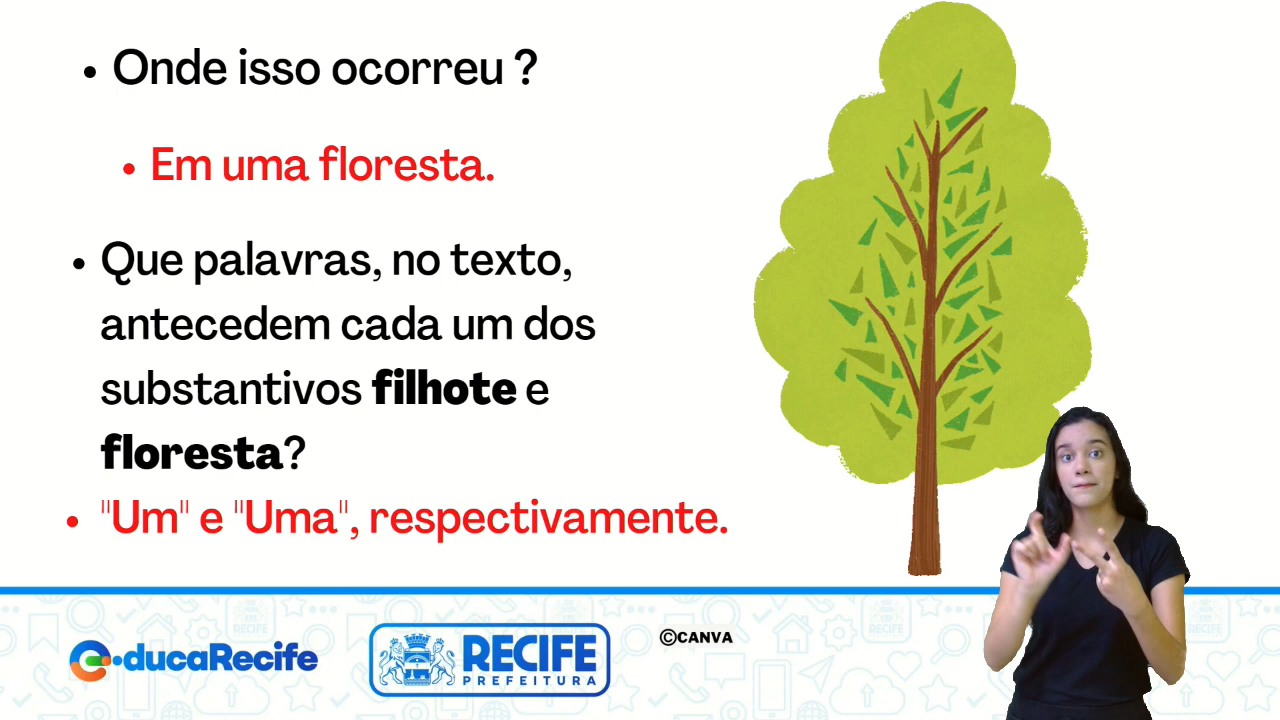 • Onde isso ocorreu ?
• Em uma floresta.
• Que palavras, no texto,
antecedem cada um dos
substantivos filhote e
floresta?
• "Um" e "Uma", respectivamente.
ducaRecife
RECIFE
PREFEITURA
©CANVA